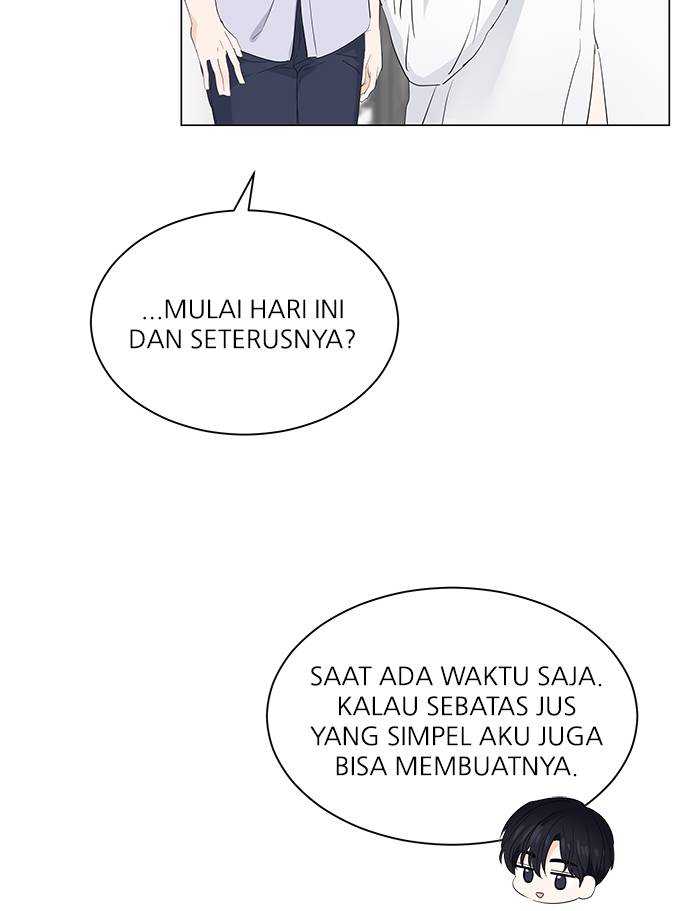 ...MULAI HARI INI
DAN SETERUSNYA?
SAAT ADA WAKTU SAJA.
KALAU SEBATAS JUS
YANG SIMPEL AKU JUGA
BISA MEMBUATNYA.